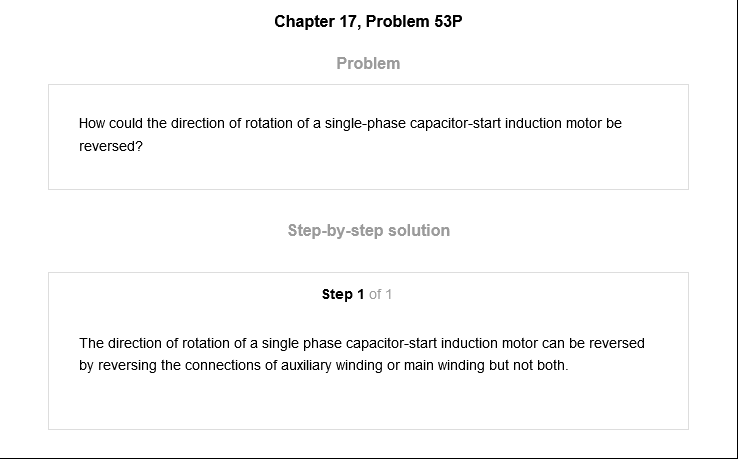 Chapter 17, Problem 53P
Problem
How could the direction of rotation of a single-phase capacitor-start induction motor be
reversed?
Step-by-step solution
Step 1 of 1
The direction of rotation of a single phase capacitor-start induction motor can be reversed
by reversing the connections of auxiliary winding or main winding but not both.